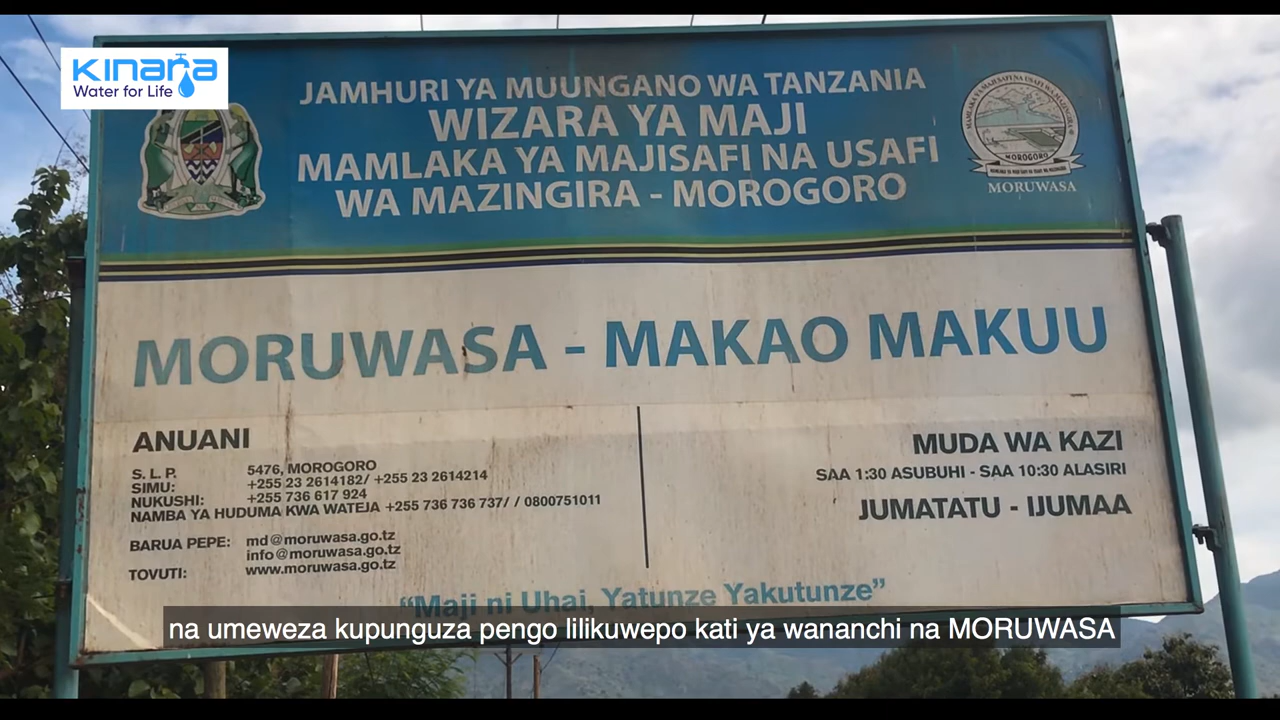 Kinara
Water for Life
JAMHURI YA MUUNGANO WA TANZANIA
WIZARA YA MAJI
MAMLAKA YA MAJISAFI NA USAFI
WA MAZINGIRA - MOROGORO
MOROGORO
MORUWASA
MORUWASA - MAKAO MAKUU
ANUANI
S. L. P. 5476, MOROGORO
SIMU: +255 23 2614182/ +255 23 2614214
NUKUSHI: +255 736 617 924
NAMBA YA HUDUMA KWA WATEJA +255 736 736 737/ / 0800751011
BARUA PEPE: md@moruwasa.go.tz
info@moruwasa.go.tz
TOVUTI: www.moruwasa.go.tz
MUDA WA KAZI
SAA 1:30 ASUBUHI - SAA 10:30 ALASIRI
JUMATATU - IJUMAA
“Maji ni Uhai, Yatunze Yakutunze”
na umeweza kupunguza pengo lilikuwepo kati ya wananchi na MORUWASA